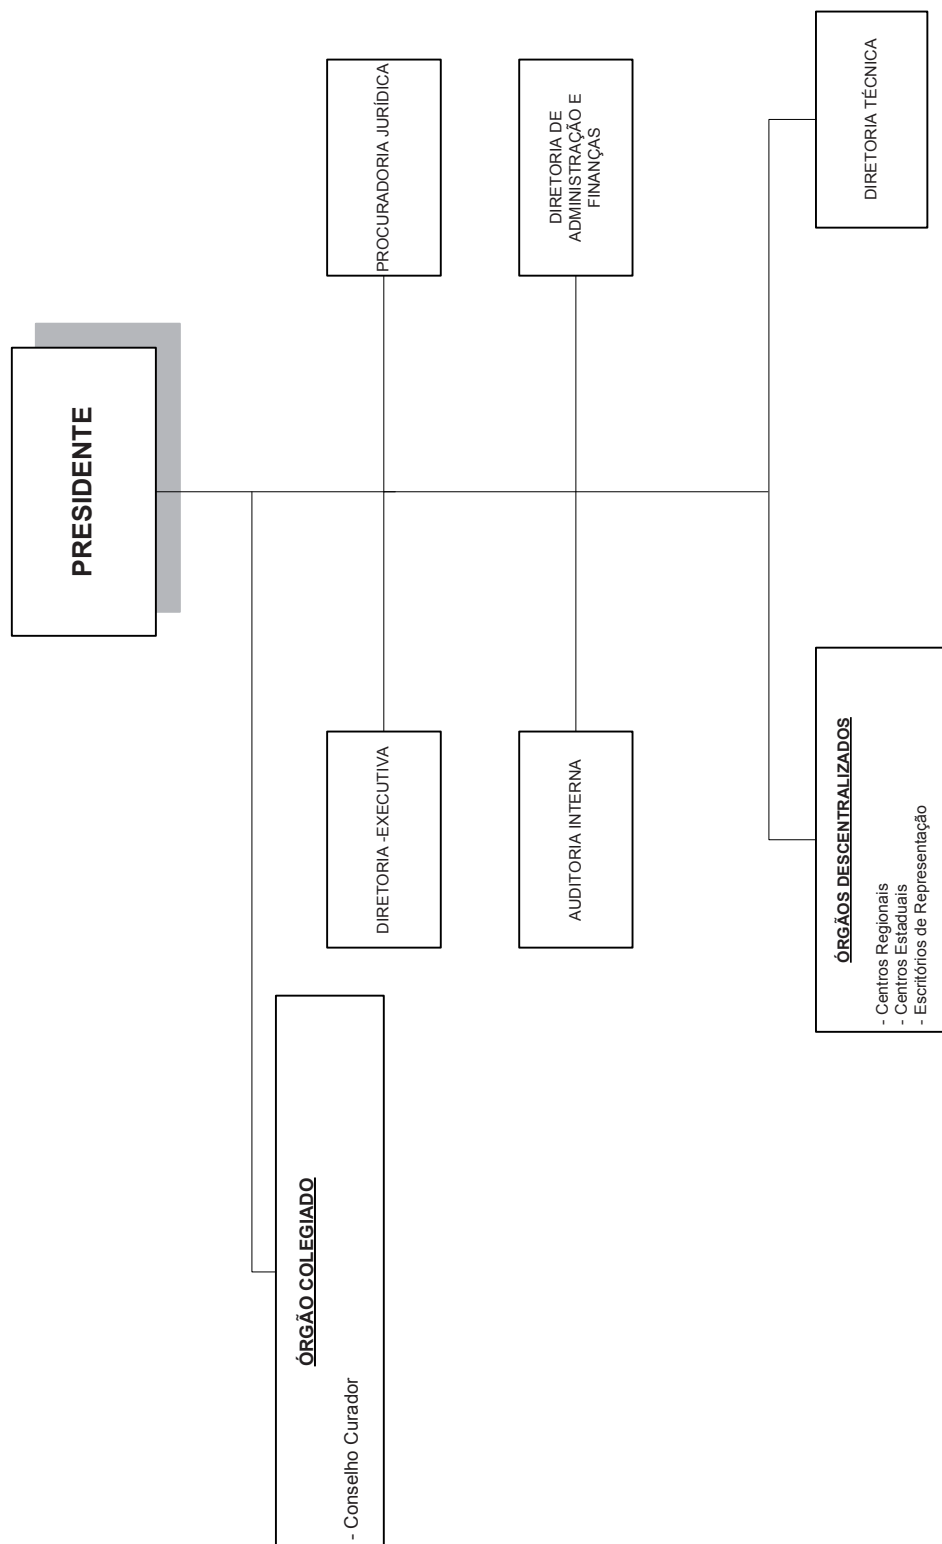 PRESIDENTE
ÓRGÃO COLEGIADO
- Conselho Curador
DIRETORIA -EXECUTIVA
PROCURADORIA JURÍDICA
AUDITORIA INTERNA
DIRETORIA DE
ADMINISTRAÇÃO E
FINANÇAS
ÓRGÃOS DESCENTRALIZADOS
- Centros Regionais
- Centros Estaduais
- Escritórios de Representação
DIRETORIA TÉCNICA